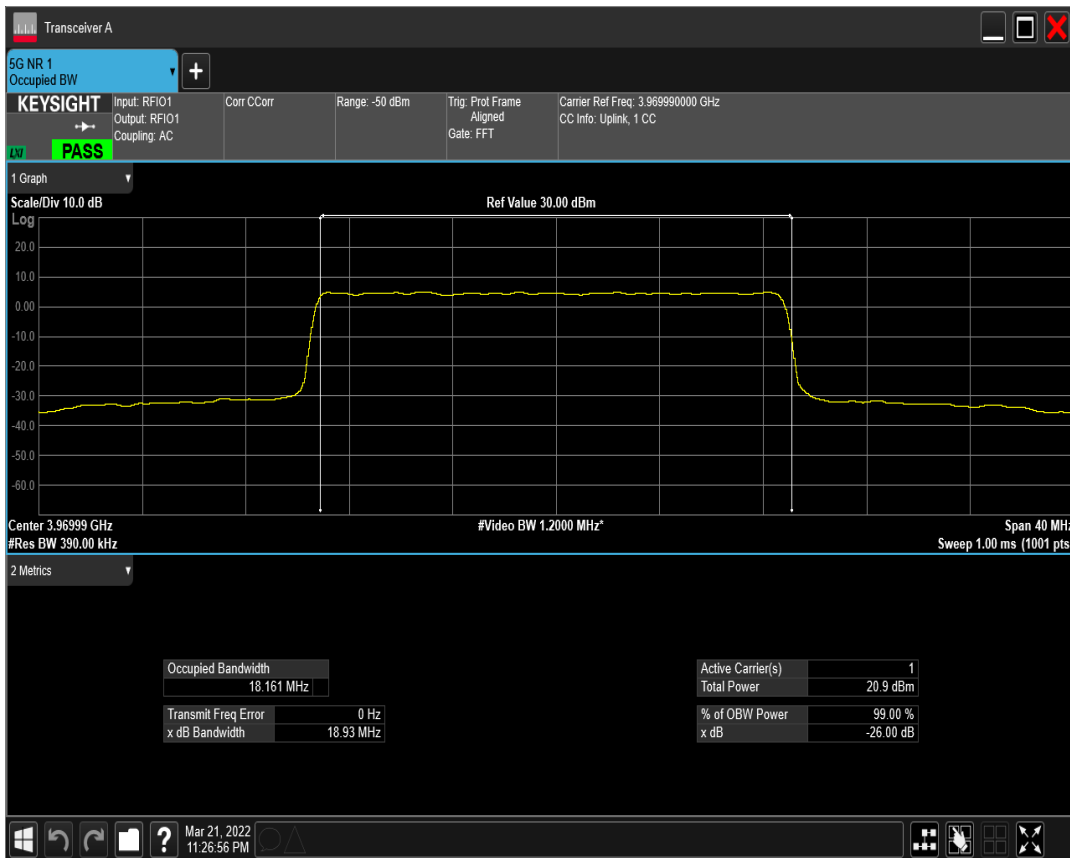 Transceiver A
5G NR 1
Occupied BW
+
KEYSIGHT
LXI
PASS
Input: RFIO1
Output: RFIO1
Coupling: AC
Corr CCorr
Range: -50 dBm
Trig: Prot Frame
Aligned
Gate: FFT
Carrier Ref Freq: 3.969990000 GHz
CC Info: Uplink, 1 CC
1 Graph
Scale/Div 10.0 dB
Ref Value 30.00 dBm
Log
20.0
10.0
0.00
-10.0
-20.0
-30.0
-40.0
-50.0
-60.0
Center 3.96999 GHz
#Video BW 1.2000 MHz*
Span 40 MHz
#Res BW 390.00 kHz
Sweep 1.00 ms (1001 pts
2 Metrics
Occupied Bandwidth
18.161 MHz
Transmit Freq Error 0 Hz
x dB Bandwidth 18.93 MHz
Active Carrier(s) 1
Total Power 20.9 dBm
% of OBW Power 99.00 %
x dB -26.00 dB
?
Mar 21, 2022
11:26:56 PM